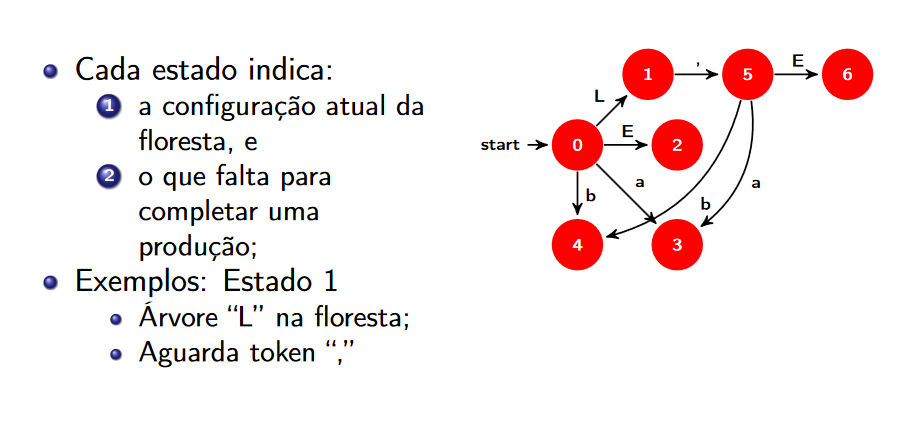 Cada estado indica:
1 a configuração atual da
floresta, e
2 o que falta para
completar uma
produção;
Exemplos: Estado 1
Árvore “L” na floresta;
Aguarda token “,”
1 , 5 E 6
L
start 0 E 2
b a b a
4 3